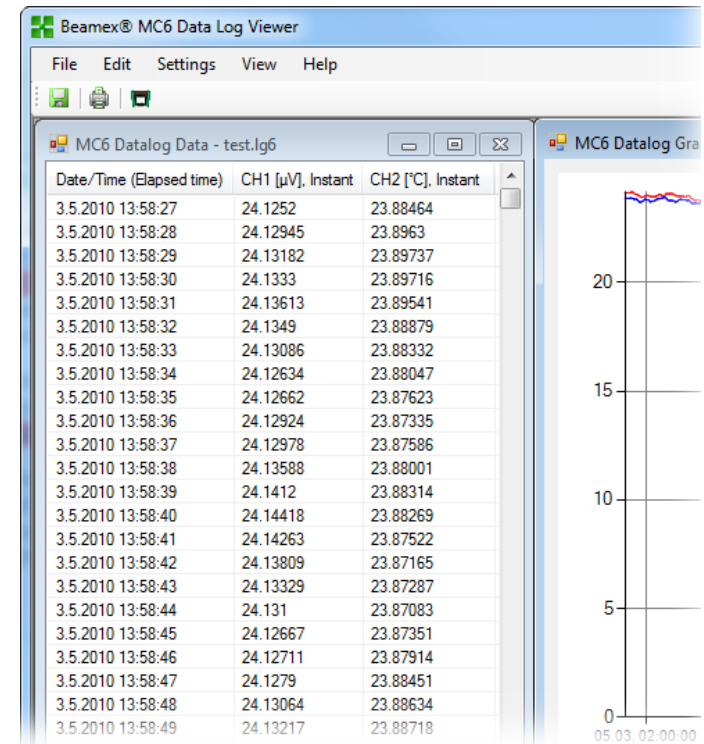 Beamex® MC6 Data Log Viewer
File Edit Settings View Help
MC6 Datalog Data - test.lg6
Date/Time (Elapsed time) CH1 [µV], Instant CH2 [°C], Instant
3.5.2010 13:58:27 24.1252 23.88464
3.5.2010 13:58:28 24.12945 23.8963
3.5.2010 13:58:29 24.13182 23.89737
3.5.2010 13:58:30 24.1333 23.89716
3.5.2010 13:58:31 24.13613 23.89541
3.5.2010 13:58:32 24.1349 23.88879
3.5.2010 13:58:33 24.13086 23.88332
3.5.2010 13:58:34 24.12634 23.88047
3.5.2010 13:58:35 24.12662 23.87623
3.5.2010 13:58:36 24.12924 23.87335
3.5.2010 13:58:37 24.12978 23.87586
3.5.2010 13:58:38 24.13588 23.88001
3.5.2010 13:58:39 24.1412 23.88314
3.5.2010 13:58:40 24.14418 23.88269
3.5.2010 13:58:41 24.14263 23.87522
3.5.2010 13:58:42 24.13809 23.87165
3.5.2010 13:58:43 24.13329 23.87287
3.5.2010 13:58:44 24.131 23.87083
3.5.2010 13:58:45 24.12667 23.87351
3.5.2010 13:58:46 24.12711 23.87914
3.5.2010 13:58:47 24.1279 23.88451
3.5.2010 13:58:48 24.13064 23.88634
3.5.2010 13:58:49 24.13217 23.88718
MC6 Datalog Gra
20
15
10
5
0
05.03, 02:00:00